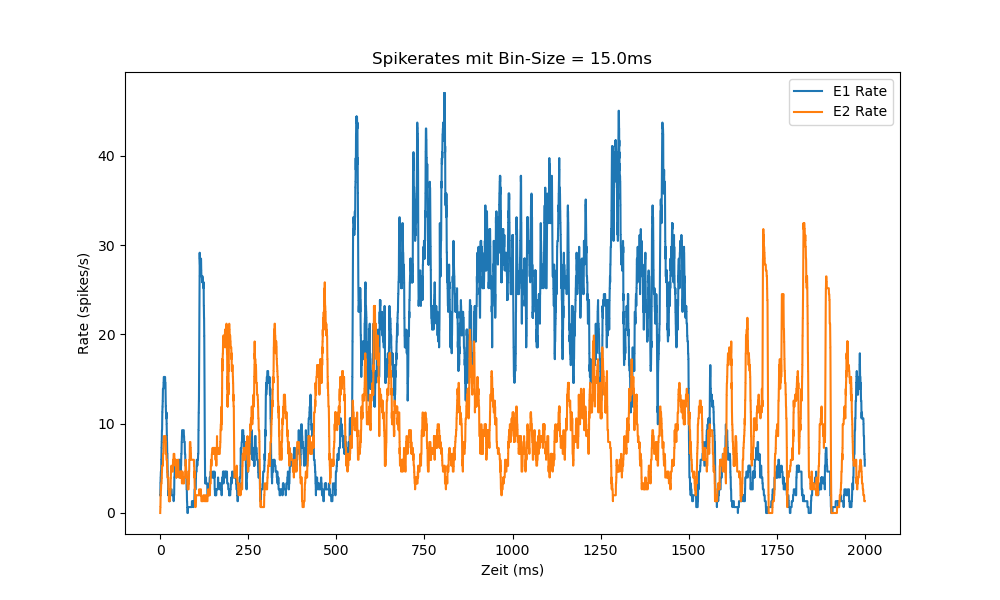 Spikerates mit Bin-Size = 15.0ms
E1 Rate
E2 Rate
Rate (spikes/s)
40
30
20
10
0
0 250 500 750 1000 1250 1500 1750 2000
Zeit (ms)